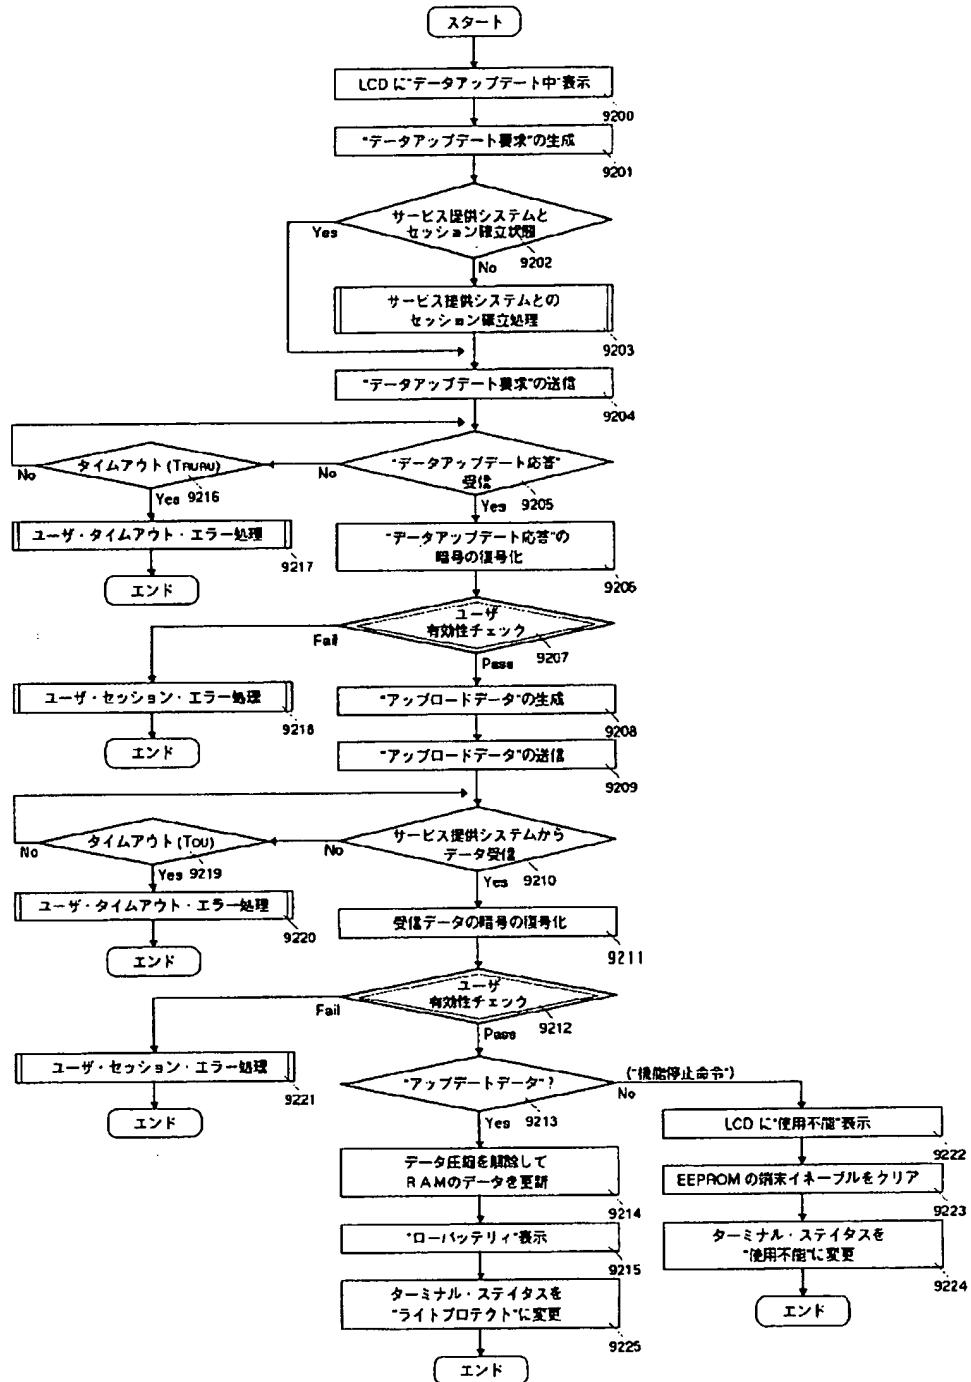 スタート
LCD に"データアップデート中"表示
9200
"データアップデート要求"の生成
9201
サービス提供システムと
セッション確立状態
9202
Yes
No
サービス提供システムとの
セッション確立処理
9203
"データアップデート要求"の送信
9204
"データアップデート応答"
受信
9205
No
Yes
タイムアウト (TRURU)
9216
No
Yes
ユーザ・タイムアウト・エラー処理
9217
エンド
"データアップデート応答"の
暗号の復号化
9206
ユーザ
有効性チェック
9207
Fail
Pass
ユーザ・セッション・エラー処理
9218
エンド
"アップロードデータ"の生成
9208
"アップロードデータ"の送信
9209
サービス提供システムから
データ受信
9210
No
Yes
タイムアウト (TOU)
9219
No
Yes
ユーザ・タイムアウト・エラー処理
9220
エンド
受信データの暗号の復号化
9211
ユーザ
有効性チェック
9212
Fail
Pass
ユーザ・セッション・エラー処理
9221
エンド
"アップデートデータ"?
9213
("機能停止命令")
No
Yes
LCD に"使用不能"表示
9222
EEPROM の端末イネーブルをクリア
9223
ターミナル・ステイタスを
"使用不能"に変更
9224
エンド
データ圧縮を解除して
RAMのデータを更新
9214
"ローバッテリィ"表示
9215
ターミナル・ステイタスを
"ライトプロテクト"に変更
9225
エンド